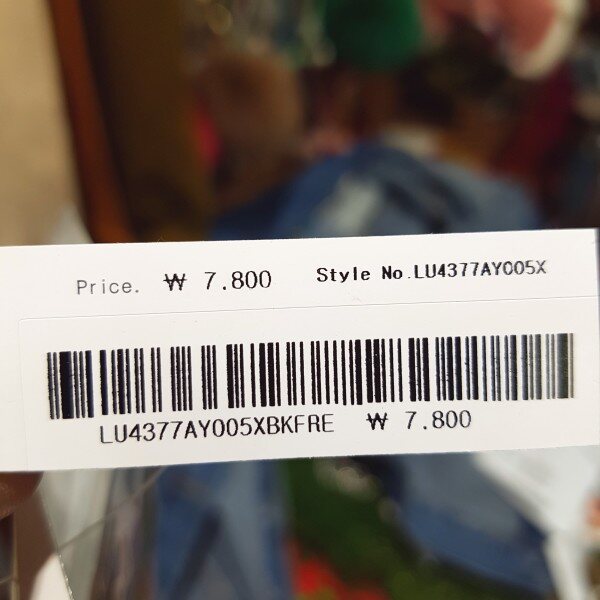 Price. ₩ 7.800 Style No.LU4377AY005X
LU4377AY005XBKFRE ₩ 7.800